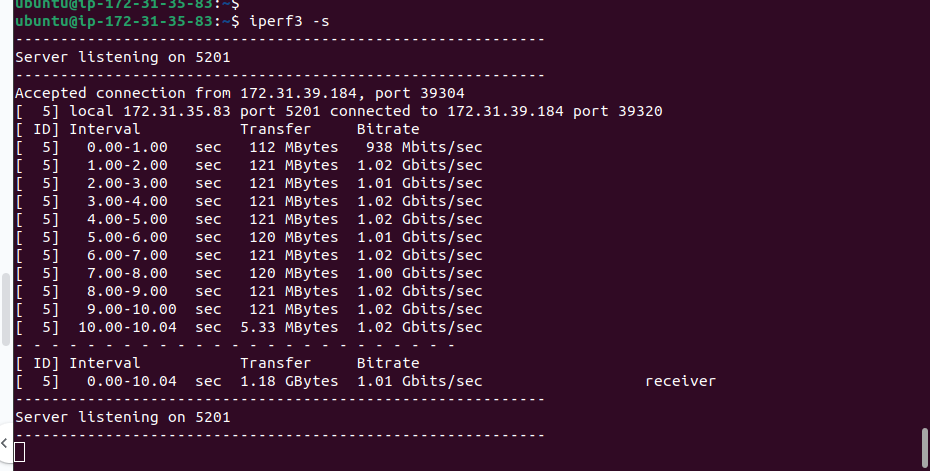 ubuntu@ip-172-31-35-83:~$
ubuntu@ip-172-31-35-83:~$ iperf3 -s
-----------------------------------------------------------
Server listening on 5201
-----------------------------------------------------------
Accepted connection from 172.31.39.184, port 39304
[  5] local 172.31.35.83 port 5201 connected to 172.31.39.184 port 39320
[ ID] Interval           Transfer     Bitrate
[  5]   0.00-1.00   sec   112 MBytes   938 Mbits/sec
[  5]   1.00-2.00   sec   121 MBytes  1.02 Gbits/sec
[  5]   2.00-3.00   sec   121 MBytes  1.01 Gbits/sec
[  5]   3.00-4.00   sec   121 MBytes  1.02 Gbits/sec
[  5]   4.00-5.00   sec   121 MBytes  1.02 Gbits/sec
[  5]   5.00-6.00   sec   120 MBytes  1.01 Gbits/sec
[  5]   6.00-7.00   sec   121 MBytes  1.02 Gbits/sec
[  5]   7.00-8.00   sec   120 MBytes  1.00 Gbits/sec
[  5]   8.00-9.00   sec   121 MBytes  1.02 Gbits/sec
[  5]   9.00-10.00  sec   121 MBytes  1.02 Gbits/sec
[  5]  10.00-10.04  sec  5.33 MBytes  1.02 Gbits/sec
- - - - - - - - - - - - - - - - - - - - - - - - -
[ ID] Interval           Transfer     Bitrate
[  5]   0.00-10.04  sec  1.18 GBytes  1.01 Gbits/sec                  receiver
-----------------------------------------------------------
Server listening on 5201
-----------------------------------------------------------